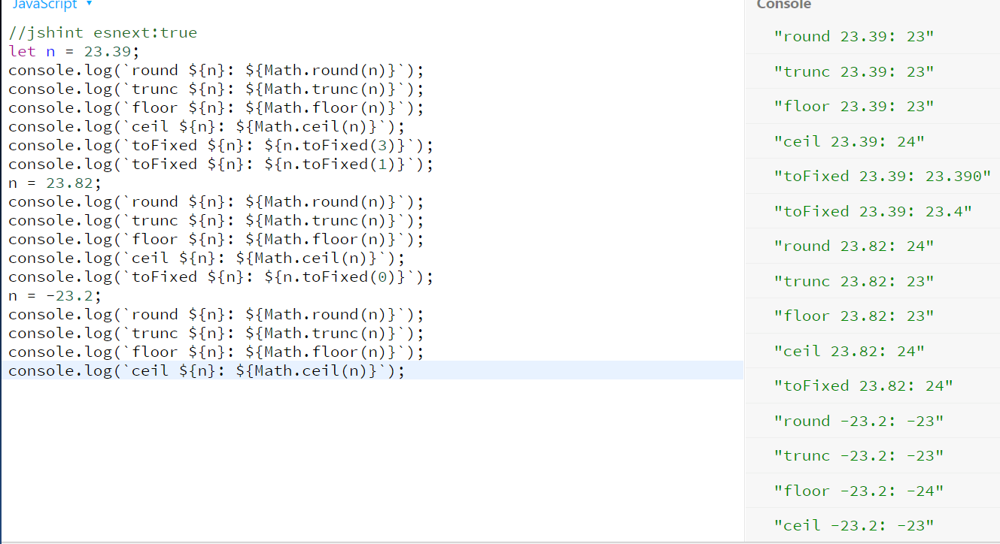 JavaScript ▾
//jshint esnext:true
let n = 23.39;
console.log(`round ${n}: ${Math.round(n)}`);
console.log(`trunc ${n}: ${Math.trunc(n)}`);
console.log(`floor ${n}: ${Math.floor(n)}`);
console.log(`ceil ${n}: ${Math.ceil(n)}`);
console.log(`toFixed ${n}: ${n.toFixed(3)}`);
console.log(`toFixed ${n}: ${n.toFixed(1)}`);
n = 23.82;
console.log(`round ${n}: ${Math.round(n)}`);
console.log(`trunc ${n}: ${Math.trunc(n)}`);
console.log(`floor ${n}: ${Math.floor(n)}`);
console.log(`ceil ${n}: ${Math.ceil(n)}`);
console.log(`toFixed ${n}: ${n.toFixed(0)}`);
n = -23.2;
console.log(`round ${n}: ${Math.round(n)}`);
console.log(`trunc ${n}: ${Math.trunc(n)}`);
console.log(`floor ${n}: ${Math.floor(n)}`);
console.log(`ceil ${n}: ${Math.ceil(n)}`);
Console
"round 23.39: 23"
"trunc 23.39: 23"
"floor 23.39: 23"
"ceil 23.39: 24"
"toFixed 23.39: 23.390"
"toFixed 23.39: 23.4"
"round 23.82: 24"
"trunc 23.82: 23"
"floor 23.82: 23"
"ceil 23.82: 24"
"toFixed 23.82: 24"
"round -23.2: -23"
"trunc -23.2: -23"
"floor -23.2: -24"
"ceil -23.2: -23"